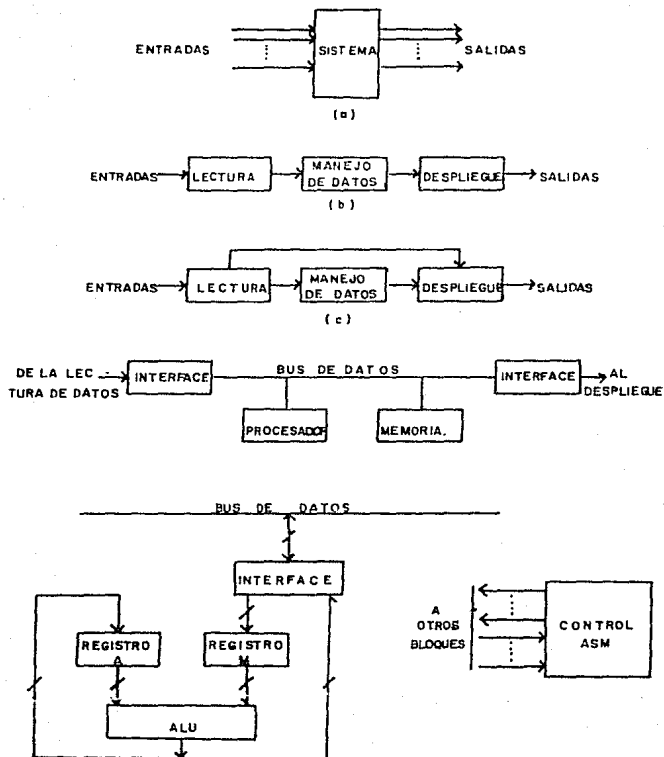 ENTRADAS
SISTEMA
SALIDAS
(a)
ENTRADAS
LECTURA
MANEJO
DE DATOS
DESPLIEGUE
SALIDAS
(b)
ENTRADAS
LECTURA
MANEJO
DE DATOS
DESPLIEGUE
SALIDAS
(c)
DE LA LEC-
TURA DE DATOS
INTERFACE
BUS DE DATOS
INTERFACE
AL
DESPLIEGUE
PROCESADOR
MEMORIA.
BUS DE DATOS
INTERFACE
REGISTRO
A
REGISTRO
M
ALU
A
OTROS
BLOQUES
CONTROL
ASM